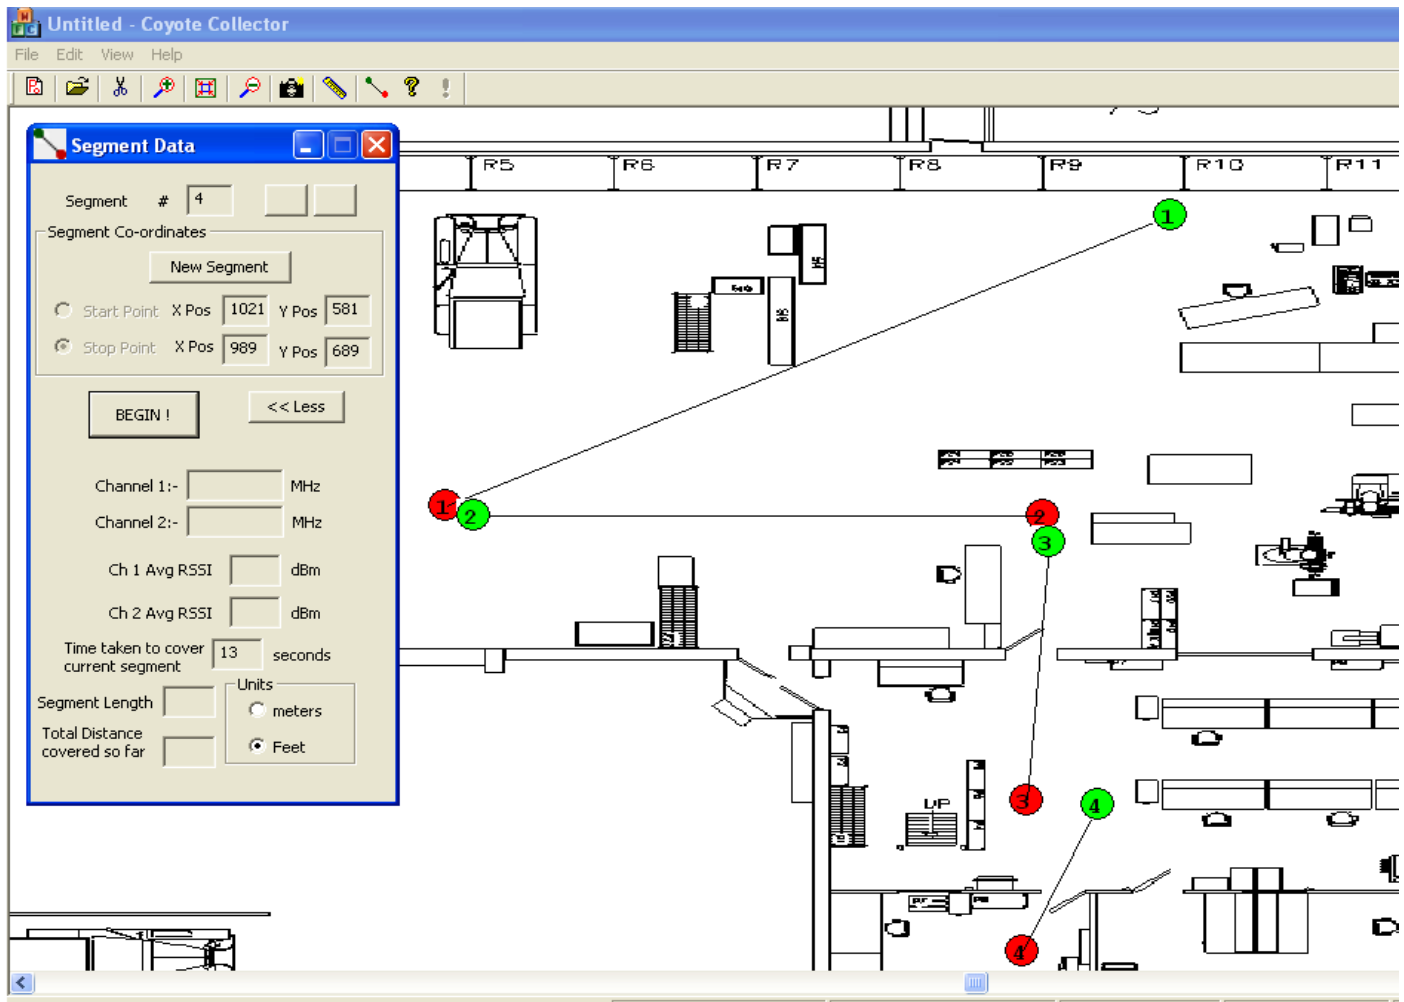 Untitled - Coyote Collector
File Edit View Help
Segment Data
Segment # 4
Segment Co-ordinates
New Segment
Start Point X Pos 1021 Y Pos 581
Stop Point X Pos 989 Y Pos 689
BEGIN !
<< Less
Channel 1:- MHz
Channel 2:- MHz
Ch 1 Avg RSSI dBm
Ch 2 Avg RSSI dBm
Time taken to cover
current segment 13 seconds
Segment Length
Total Distance
covered so far
Units
meters
Feet
R5 R6 R7 R8 R9 R10 R11
1
1
2
2
3
UP
3
4
4